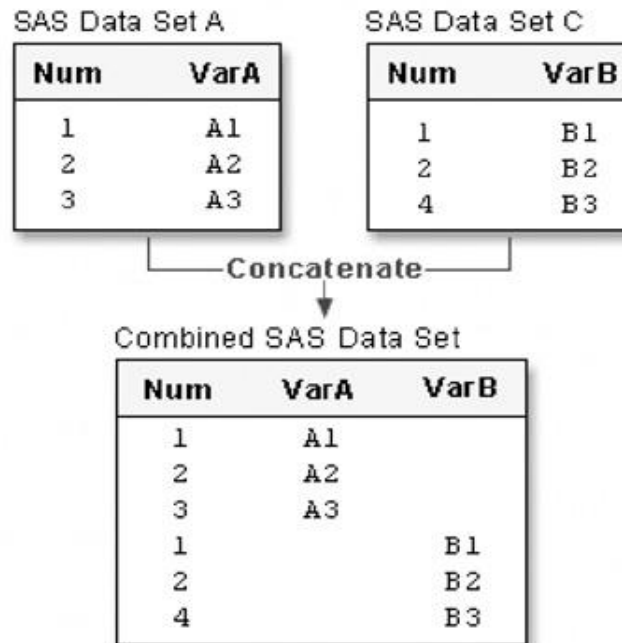 SAS Data Set A
Num VarA
1 A1
2 A2
3 A3
SAS Data Set C
Num VarB
1 B1
2 B2
4 B3
Concatenate
Combined SAS Data Set
Num VarA VarB
1 A1
2 A2
3 A3
1 B1
2 B2
4 B3